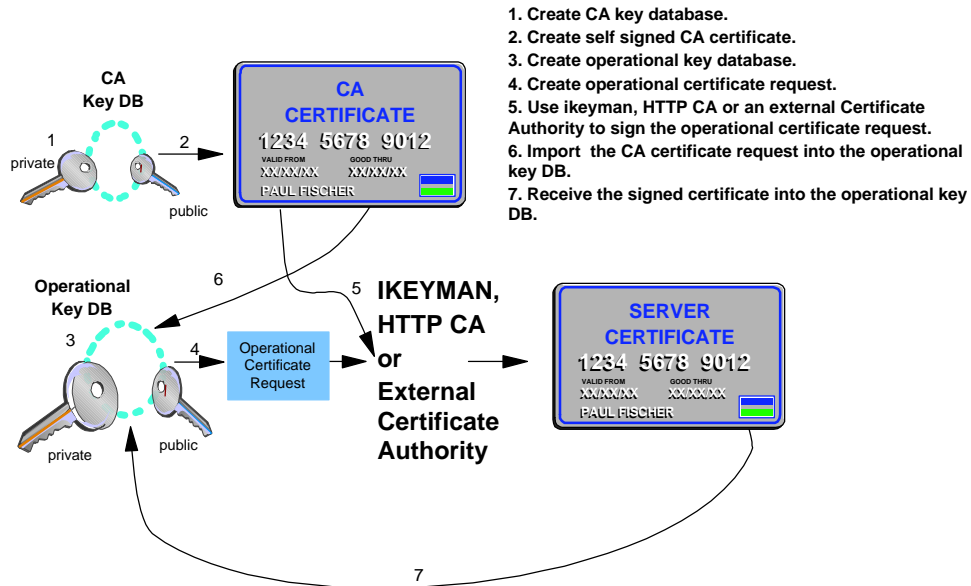 1. Create CA key database.
2. Create self signed CA certificate.
3. Create operational key database.
4. Create operational certificate request.
5. Use ikeyman, HTTP CA or an external Certificate
Authority to sign the operational certificate request.
6. Import  the CA certificate request into the operational
key DB.
7. Receive the signed certificate into the operational key
DB.
CA
Key DB
1
2
private
public
CA
CERTIFICATE
1234 5678 9012
VALID FROM
GOOD THRU
XX/XX/XX
XX/XX/XX
PAUL FISCHER
6
5
Operational
Key DB
3
4
private
public
Operational
Certificate
Request
IKEYMAN,
HTTP CA
or
External
Certificate
Authority
SERVER
CERTIFICATE
1234 5678 9012
VALID FROM
GOOD THRU
XX/XX/XX
XX/XX/XX
PAUL FISCHER
7